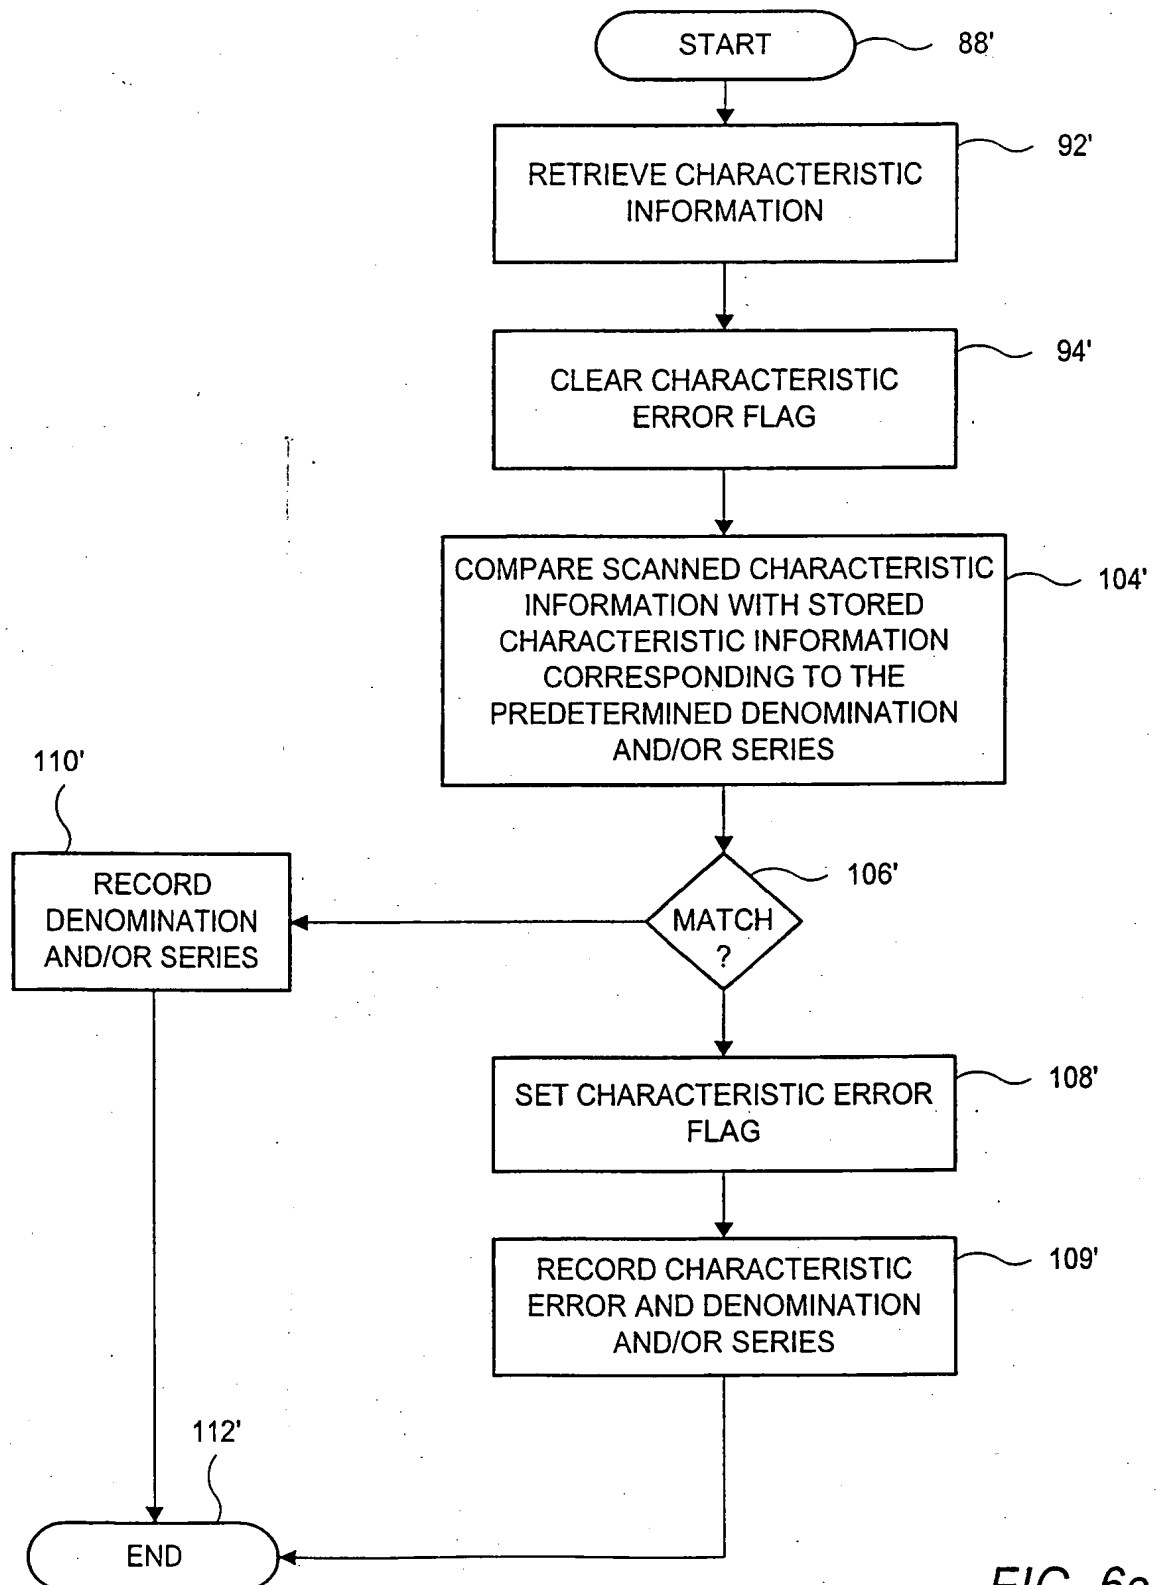 START
88'
RETRIEVE CHARACTERISTIC
INFORMATION
92'
CLEAR CHARACTERISTIC
ERROR FLAG
94'
COMPARE SCANNED CHARACTERISTIC
INFORMATION WITH STORED
CHARACTERISTIC INFORMATION
CORRESPONDING TO THE
PREDETERMINED DENOMINATION
AND/OR SERIES
104'
110'
RECORD
DENOMINATION
AND/OR SERIES
MATCH
?
106'
SET CHARACTERISTIC ERROR
FLAG
108'
RECORD CHARACTERISTIC
ERROR AND DENOMINATION
AND/OR SERIES
109'
112'
END
FIG.